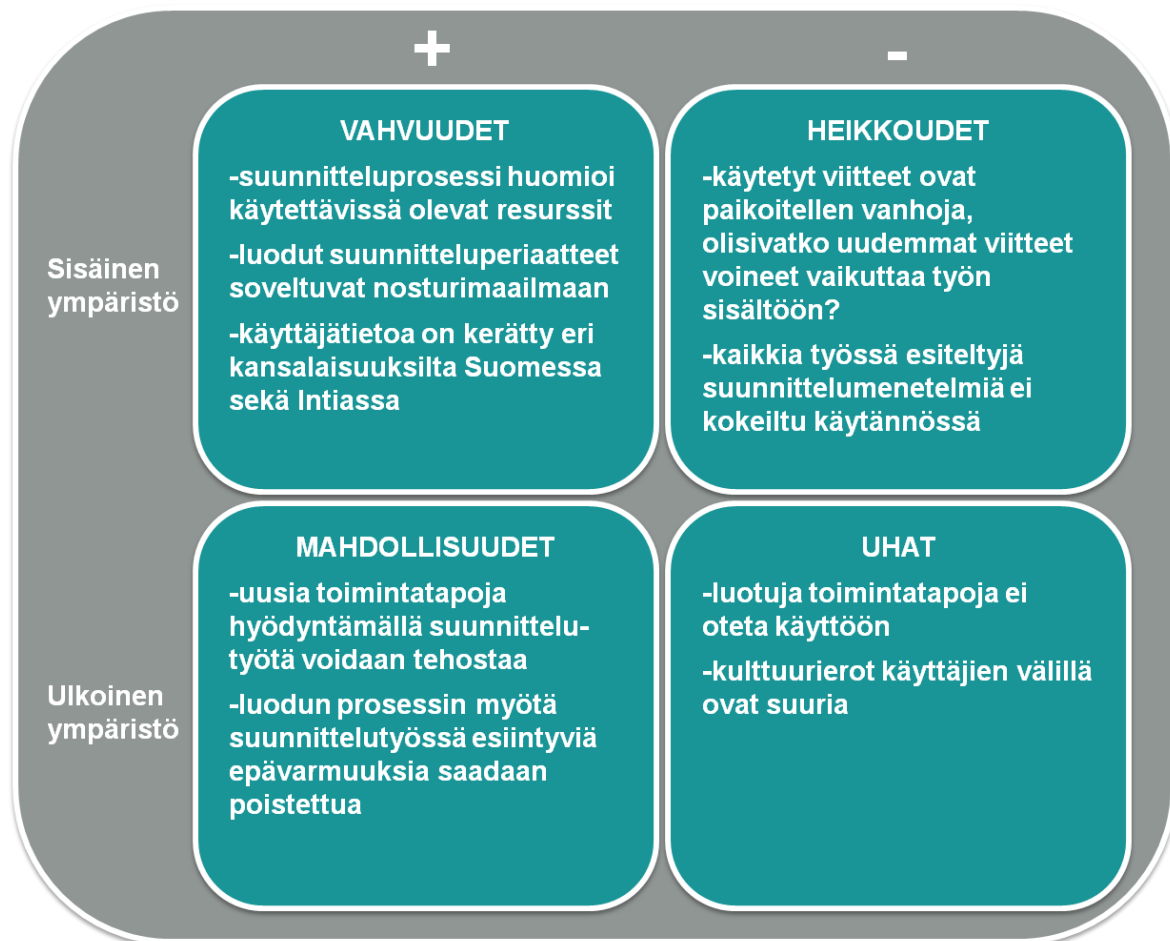 +
-
Sisäinen
ympäristö
VAHVUUDET
-suunnitteluprosessi huomioi
käytettävissä olevat resurssit
-luodut suunnitteluperiaatteet
soveltuvat nosturimaailmaan
-käyttäjätietoa on kerätty eri
kansalaisuuksilta Suomessa
sekä Intiassa
HEIKKOUDET
-käytetyt viitteet ovat
paikoitellen vanhoja,
olisivatko uudemmat viitteet
voineet vaikuttaa työn
sisältöön?
-kaikkia työssä esiteltyjä
suunnittelumenetelmiä ei
kokeiltu käytännössä
Ulkoinen
ympäristö
MAHDOLLISUUDET
-uusia toimintatapoja
hyödyntämällä suunnittelu-
työtä voidaan tehostaa
-luodun prosessin myötä
suunnittelutyössä esiintyviä
epävarmuuksia saadaan
poistettua
UHAT
-luotuja toimintatapoja ei
oteta käyttöön
-kulttuurierot käyttäjien välillä
ovat suuria